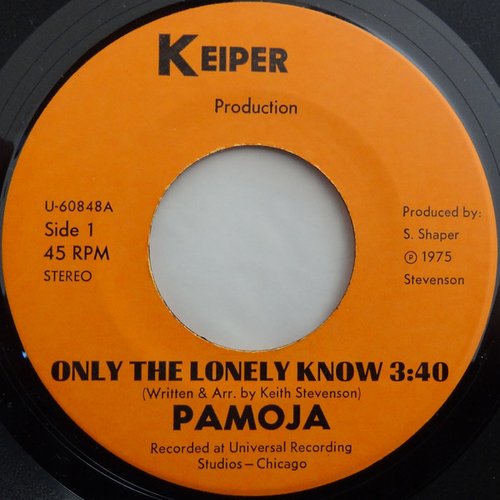 KEIPER
Production
U-60848A
Side 1
45 RPM
STEREO
Produced by:
S. Shaper
℗ 1975
Stevenson
ONLY THE LONELY KNOW 3:40
(Written & Arr. by Keith Stevenson)
PAMOJA
Recorded at Universal Recording
Studios – Chicago